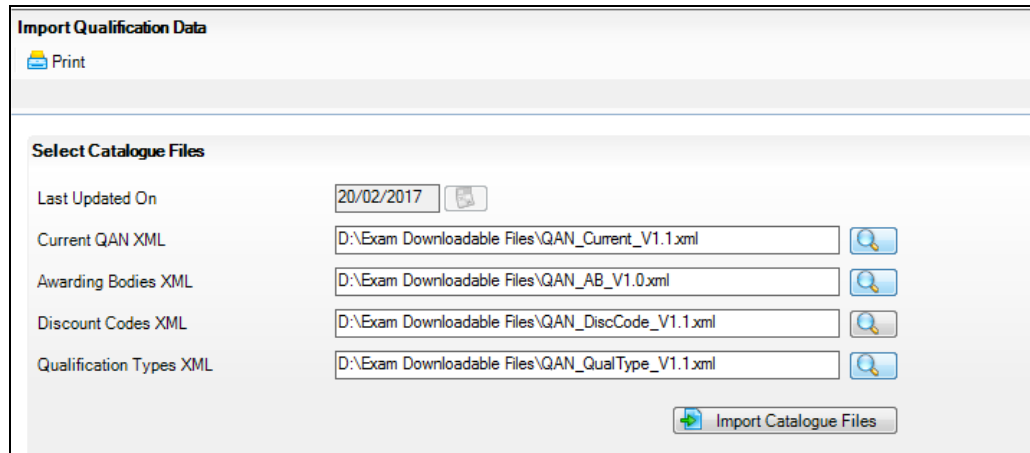 Import Qualification Data
Print
Select Catalogue Files
Last Updated On 20/02/2017
Current QAN XML D:\Exam Downloadable Files\QAN_Current_V1.1.xml
Awarding Bodies XML D:\Exam Downloadable Files\QAN_AB_V1.0.xml
Discount Codes XML D:\Exam Downloadable Files\QAN_DiscCode_V1.1.xml
Qualification Types XML D:\Exam Downloadable Files\QAN_QualType_V1.1.xml
Import Catalogue Files